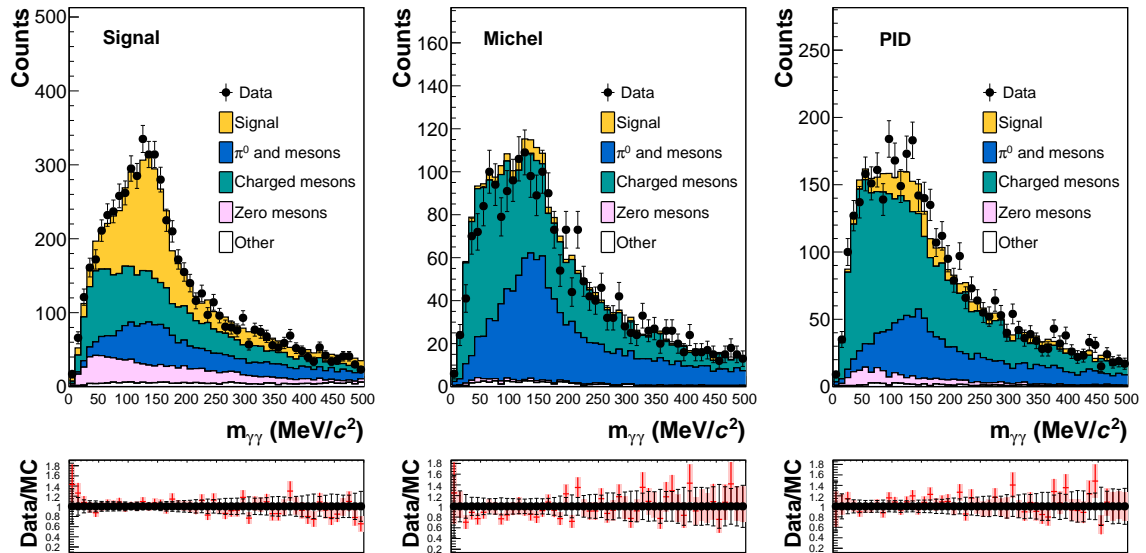 Signal
Counts
500
400
300
200
100
0
Data
Signal
π⁰ and mesons
Charged mesons
Zero mesons
Other
0 50 100 150 200 250 300 350 400 450 500
mγγ (MeV/c²)
Data/MC
1.8
1.6
1.4
1.2
1
0.8
0.6
0.4
0.2
Michel
Counts
160
140
120
100
80
60
40
20
0
Data
Signal
π⁰ and mesons
Charged mesons
Zero mesons
Other
0 50 100 150 200 250 300 350 400 450 500
mγγ (MeV/c²)
Data/MC
1.8
1.6
1.4
1.2
1
0.8
0.6
0.4
0.2
PID
Counts
250
200
150
100
50
0
Data
Signal
π⁰ and mesons
Charged mesons
Zero mesons
Other
0 50 100 150 200 250 300 350 400 450 500
mγγ (MeV/c²)
Data/MC
1.8
1.6
1.4
1.2
1
0.8
0.6
0.4
0.2